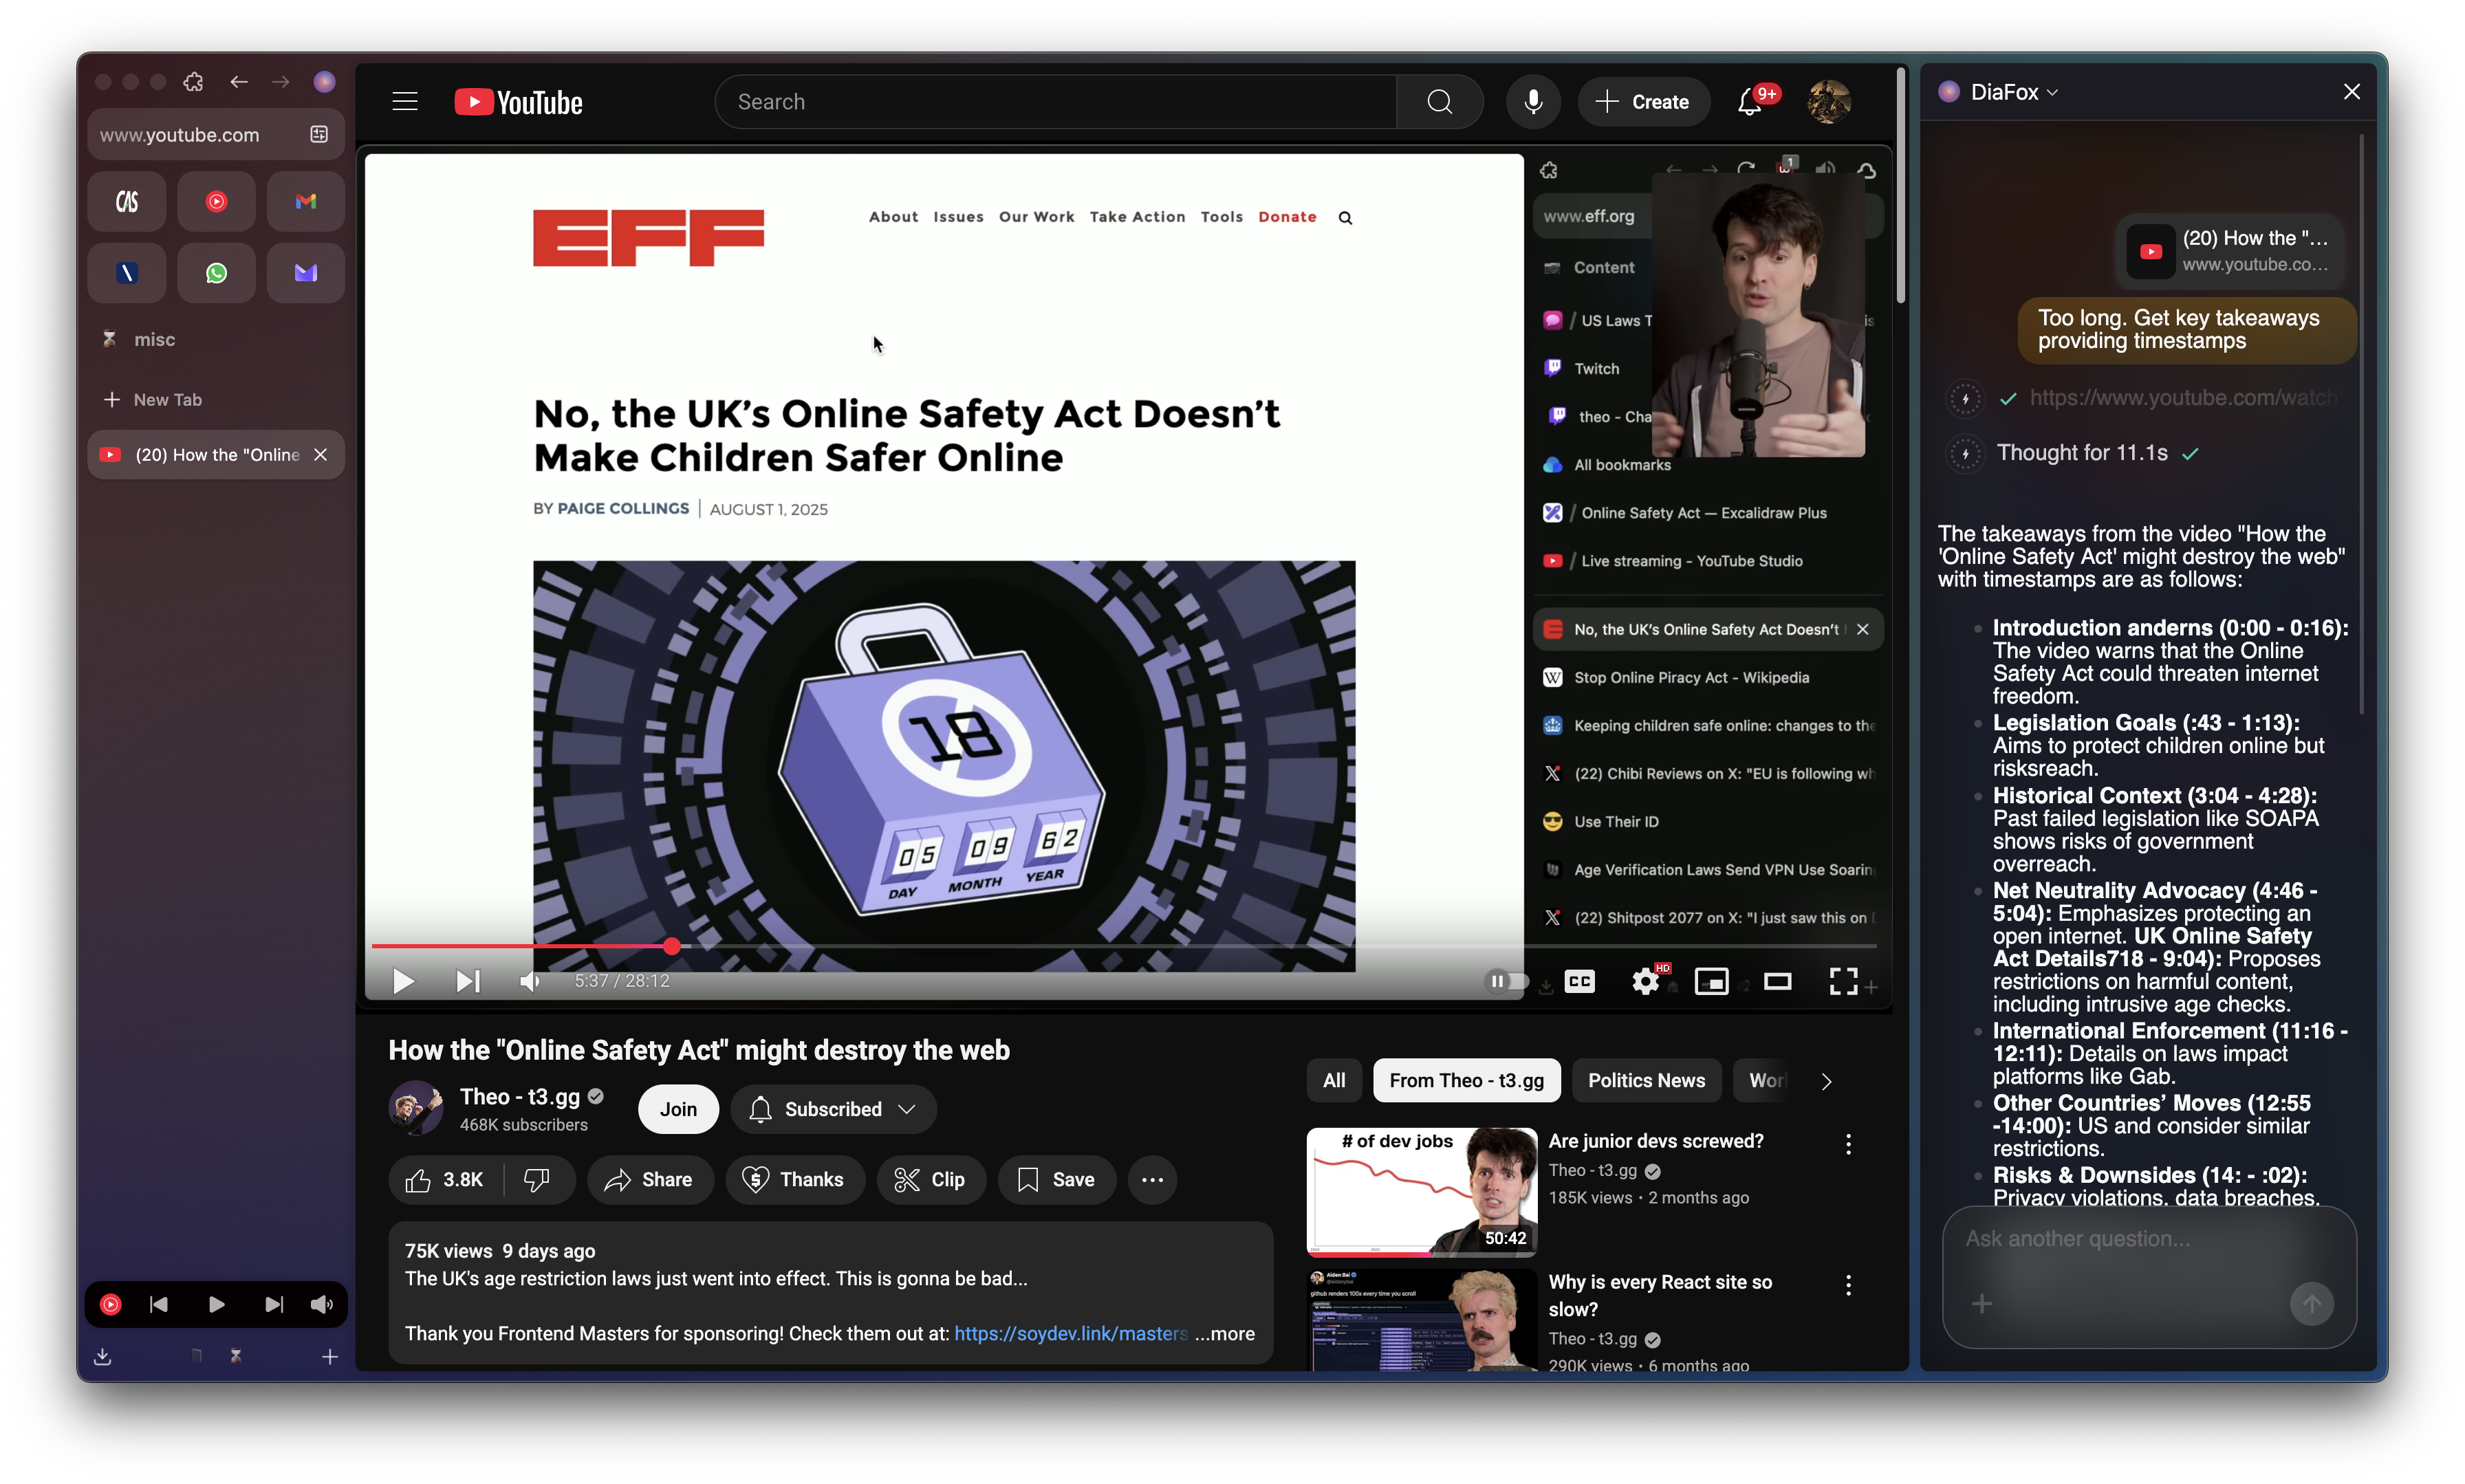 www.youtube.com
CAS
misc
New Tab
(20) How the "Online
YouTube
Search
Create
9+
EFF
About Issues Our Work Take Action Tools Donate
No, the UK's Online Safety Act Doesn't
Make Children Safer Online
BY PAIGE COLLINGS | AUGUST 1, 2025
18
05 09 62
DAY MONTH YEAR
1
www.eff.org
Content
/ US Laws T
Twitch
theo - Cha
All bookmarks
/ Online Safety Act — Excalidraw Plus
/ Live streaming - YouTube Studio
No, the UK's Online Safety Act Doesn't
W Stop Online Piracy Act - Wikipedia
Keeping children safe online: changes to the
(22) Chibi Reviews on X: "EU is following wh
Use Their ID
Age Verification Laws Send VPN Use Soarin
(22) Shitpost 2077 on X: "I just saw this on
5:37 / 28:12
CC
HD
How the "Online Safety Act" might destroy the web
Theo - t3.gg
468K subscribers
Join
Subscribed
3.8K
Share
Thanks
Clip
Save
75K views 9 days ago
The UK's age restriction laws just went into effect. This is gonna be bad...
Thank you Frontend Masters for sponsoring! Check them out at: https://soydev.link/masters ...more
All
From Theo - t3.gg
Politics News
Worl
# of dev jobs
50:42
Are junior devs screwed?
Theo - t3.gg
185K views • 2 months ago
Aiden Bai
github renders 100x every time you scroll
Why is every React site so
slow?
Theo - t3.gg
290K views • 6 months ago
DiaFox
(20) How the "...
www.youtube.co...
Too long. Get key takeaways
providing timestamps
https://www.youtube.com/watch?
Thought for 11.1s
The takeaways from the video "How the
'Online Safety Act' might destroy the web"
with timestamps are as follows:
Introduction anderns (0:00 - 0:16):
The video warns that the Online
Safety Act could threaten internet
freedom.
Legislation Goals (:43 - 1:13):
Aims to protect children online but
risksreach.
Historical Context (3:04 - 4:28):
Past failed legislation like SOAPA
shows risks of government
overreach.
Net Neutrality Advocacy (4:46 -
5:04): Emphasizes protecting an
open internet. UK Online Safety
Act Details718 - 9:04): Proposes
restrictions on harmful content,
including intrusive age checks.
International Enforcement (11:16 -
12:11): Details on laws impact
platforms like Gab.
Other Countries' Moves (12:55
-14:00): US and consider similar
restrictions.
Risks & Downsides (14: - :02):
Privacy violations, data breaches,
Ask another question...